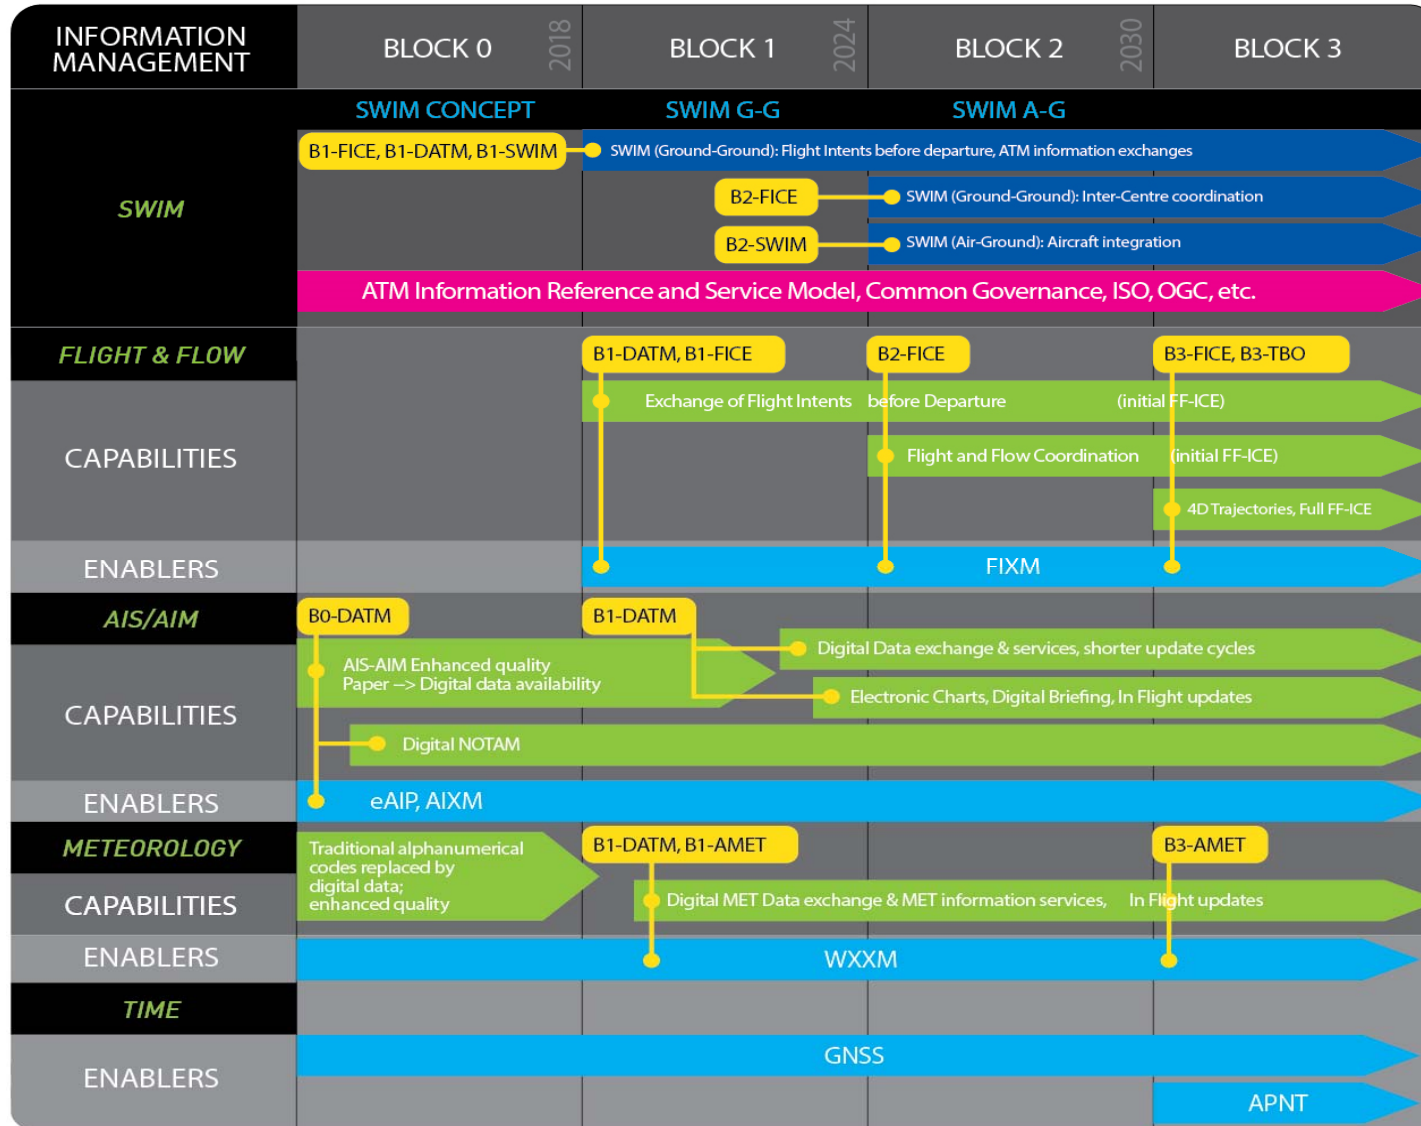 INFORMATION
MANAGEMENT
BLOCK 0
2018
BLOCK 1
2024
BLOCK 2
2030
BLOCK 3
SWIM CONCEPT
SWIM G-G
SWIM A-G
SWIM
B1-FICE, B1-DATM, B1-SWIM
SWIM (Ground-Ground): Flight Intents before departure, ATM information exchanges
B2-FICE
SWIM (Ground-Ground): Inter-Centre coordination
B2-SWIM
SWIM (Air-Ground): Aircraft integration
ATM Information Reference and Service Model, Common Governance, ISO, OGC, etc.
FLIGHT & FLOW
B1-DATM, B1-FICE
B2-FICE
B3-FICE, B3-TBO
CAPABILITIES
Exchange of Flight Intents before Departure (initial FF-ICE)
Flight and Flow Coordination (initial FF-ICE)
4D Trajectories, Full FF-ICE
ENABLERS
FIXM
AIS/AIM
B0-DATM
B1-DATM
CAPABILITIES
AIS-AIM Enhanced quality
Paper –> Digital data availability
Digital Data exchange & services, shorter update cycles
Electronic Charts, Digital Briefing, In Flight updates
Digital NOTAM
ENABLERS
eAIP, AIXM
METEOROLOGY
Traditional alphanumerical
codes replaced by
digital data;
enhanced quality
B1-DATM, B1-AMET
B3-AMET
CAPABILITIES
Digital MET Data exchange & MET information services, In Flight updates
ENABLERS
WXXM
TIME
ENABLERS
GNSS
APNT